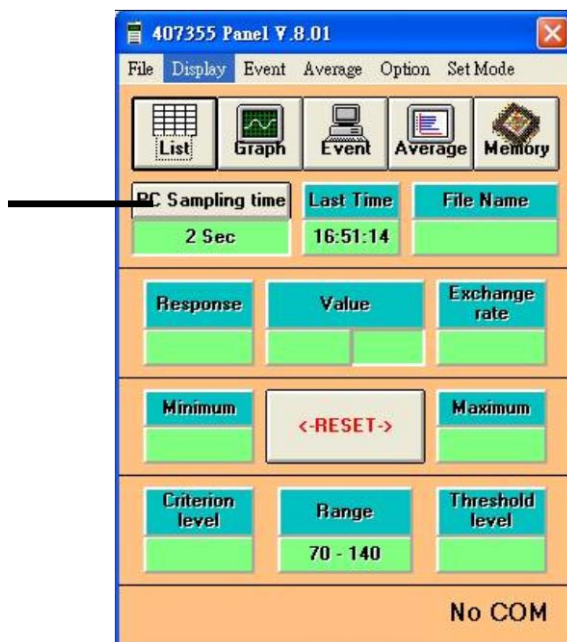 407355 Panel V.8.01
File Display Event Average Option Set Mode
List Graph Event Average Memory
PC Sampling time Last Time File Name
2 Sec 16:51:14
Response Value Exchange rate
Minimum <-RESET-> Maximum
Criterion level Range Threshold level
70 - 140
No COM